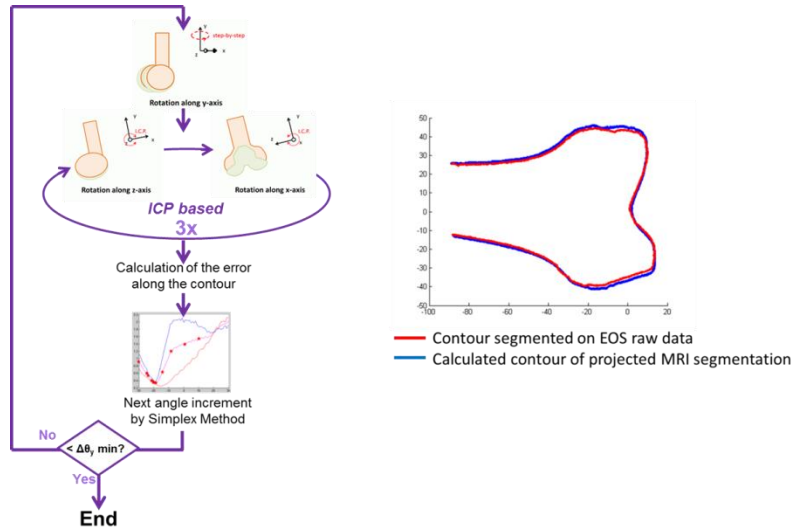 y
step-by-step
z
x
Rotation along y-axis
y
I.C.P.
x
Rotation along z-axis
y
I.C.P.
z
Rotation along x-axis
ICP based
3x
Calculation of the error
along the contour
Next angle increment
by Simplex Method
No
< Δθy min?
Yes
End
50
40
30
20
10
0
-10
-20
-30
-40
-50
-100
-80
-60
-40
-20
0
20
Contour segmented on EOS raw data
Calculated contour of projected MRI segmentation